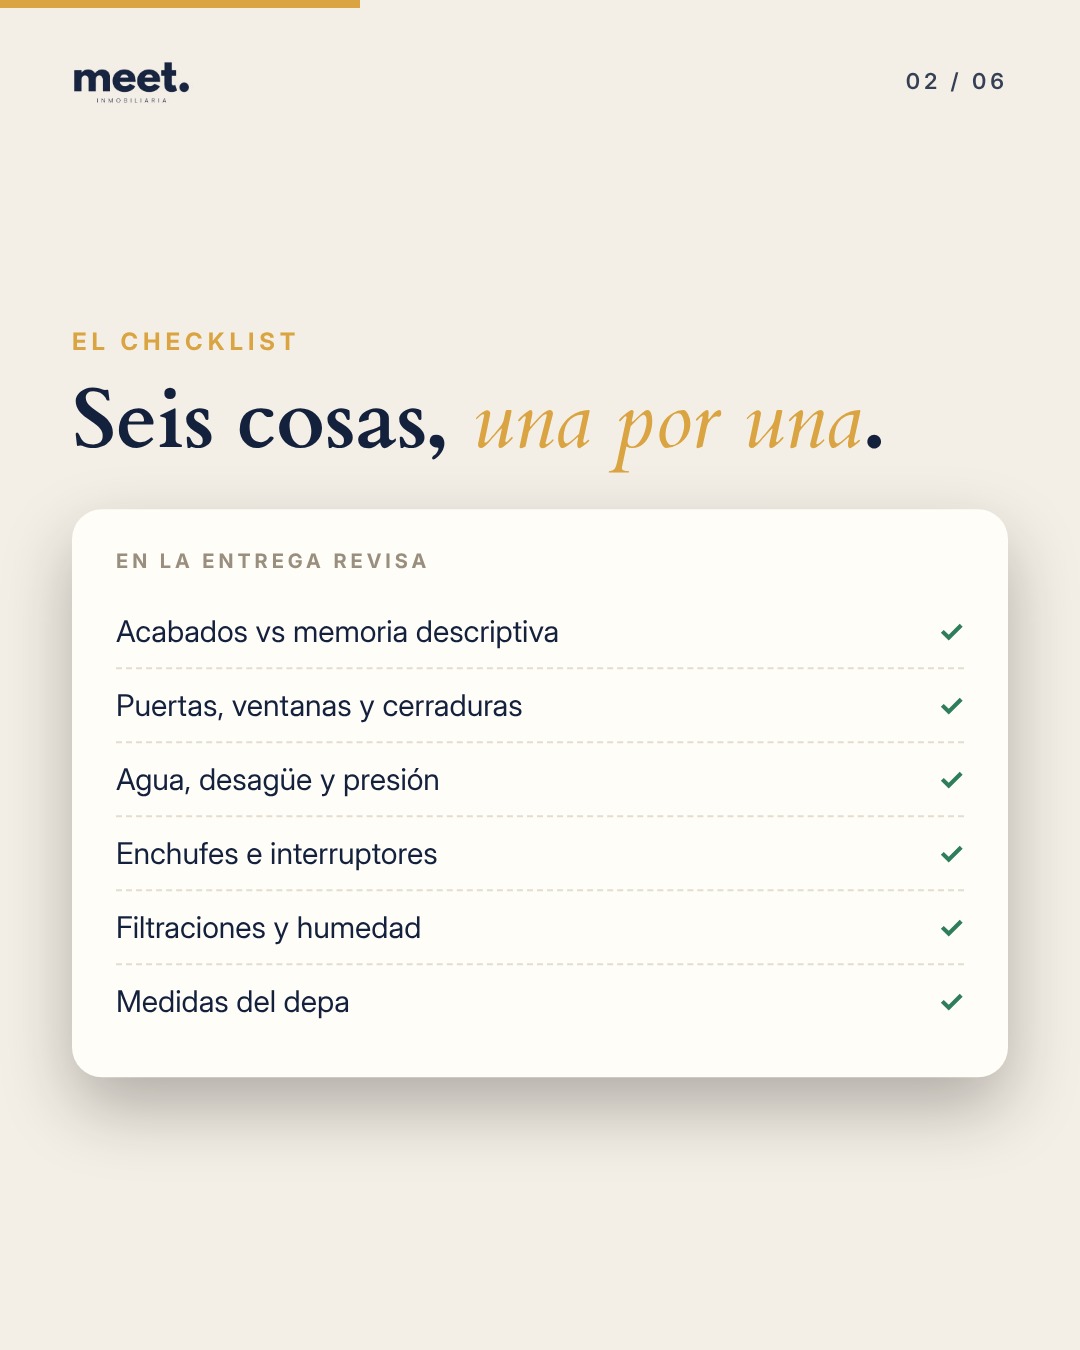 meet.
INMOBILIARIA
02 / 06
EL CHECKLIST
Seis cosas, una por una.
EN LA ENTREGA REVISA
Acabados vs memoria descriptiva
Puertas, ventanas y cerraduras
Agua, desagüe y presión
Enchufes e interruptores
Filtraciones y humedad
Medidas del depa